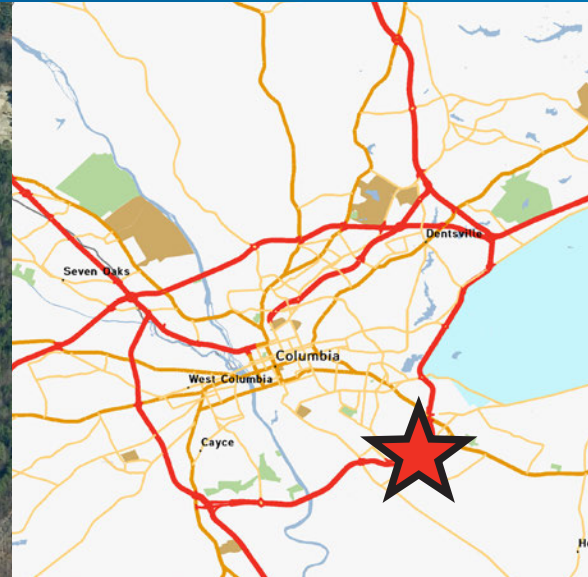 Dentsville
Seven Oaks
Columbia
West Columbia
Cayce